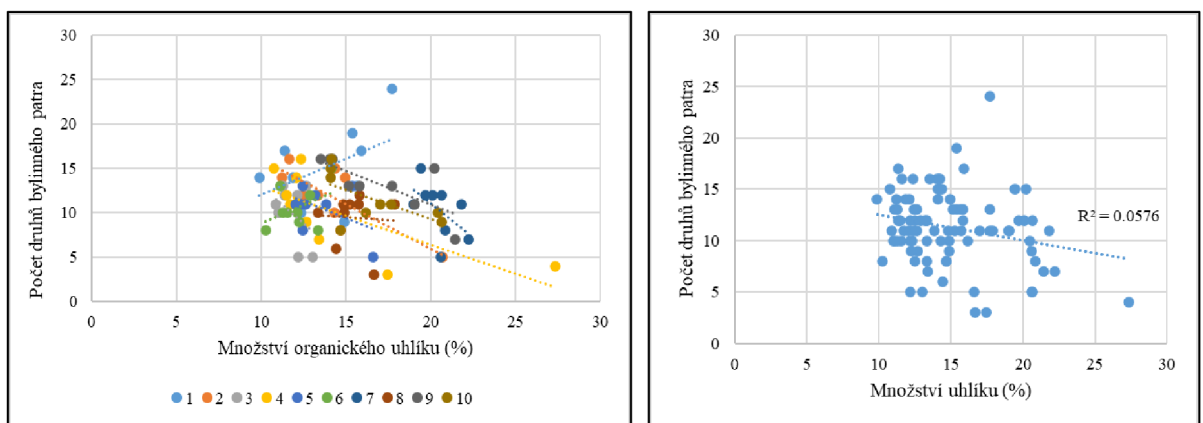 Počet druhů bylinného patra
30
25
20
15
10
5
0
0 5 10 15 20 25 30
Množství organického uhlíku (%)
1 2 3 4 5 6 7 8 9 10
Počet druhů bylinného patra
30
25
20
15
10
5
0
R² = 0.0576
0 5 10 15 20 25 30
Množství uhlíku (%)